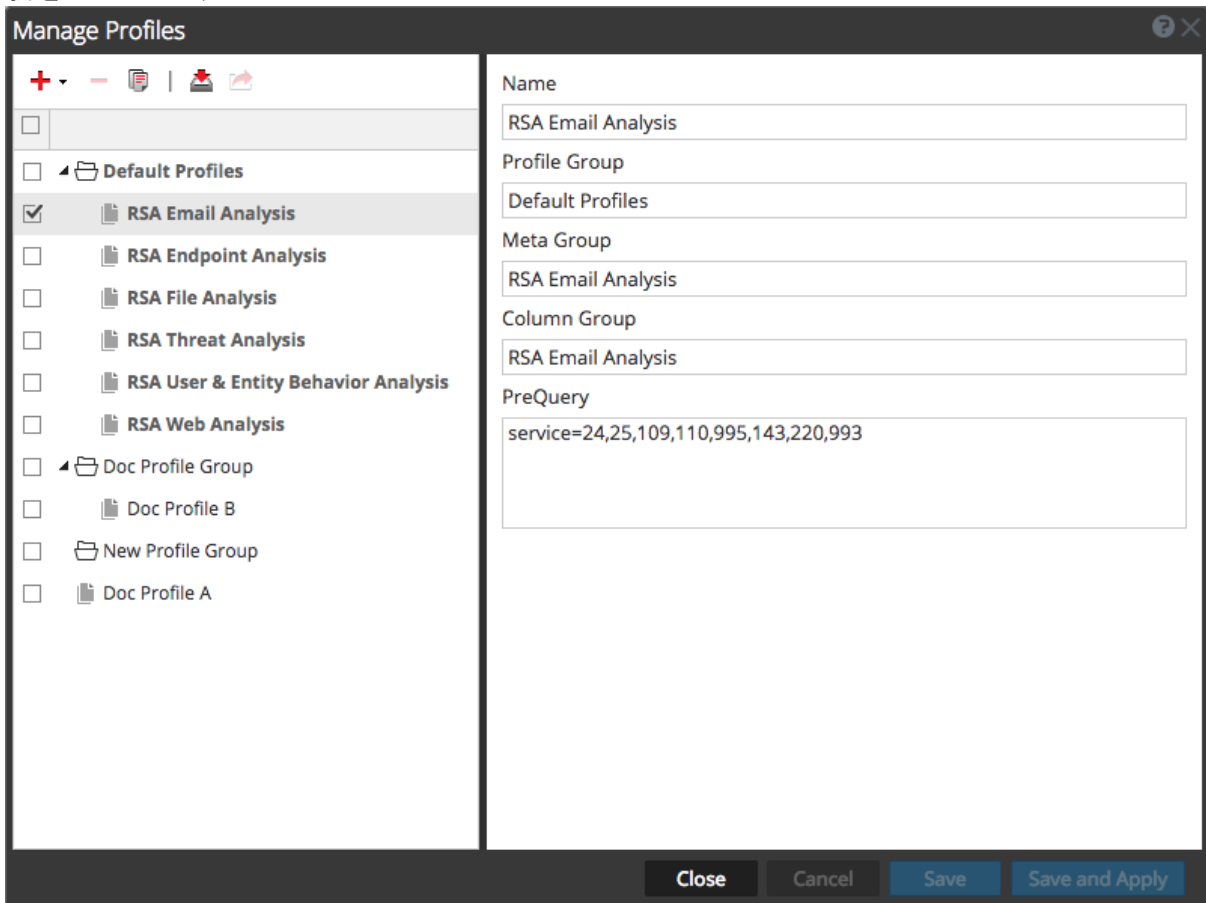 Manage Profiles
Name
RSA Email Analysis
Profile Group
Default Profiles
Default Profiles
RSA Email Analysis
Meta Group
RSA Endpoint Analysis
RSA Email Analysis
RSA File Analysis
Column Group
RSA Threat Analysis
RSA Email Analysis
RSA User & Entity Behavior Analysis
PreQuery
RSA Web Analysis
service=24,25,109,110,995,143,220,993
Doc Profile Group
Doc Profile B
New Profile Group
Doc Profile A
Close
Cancel
Save
Save and Apply